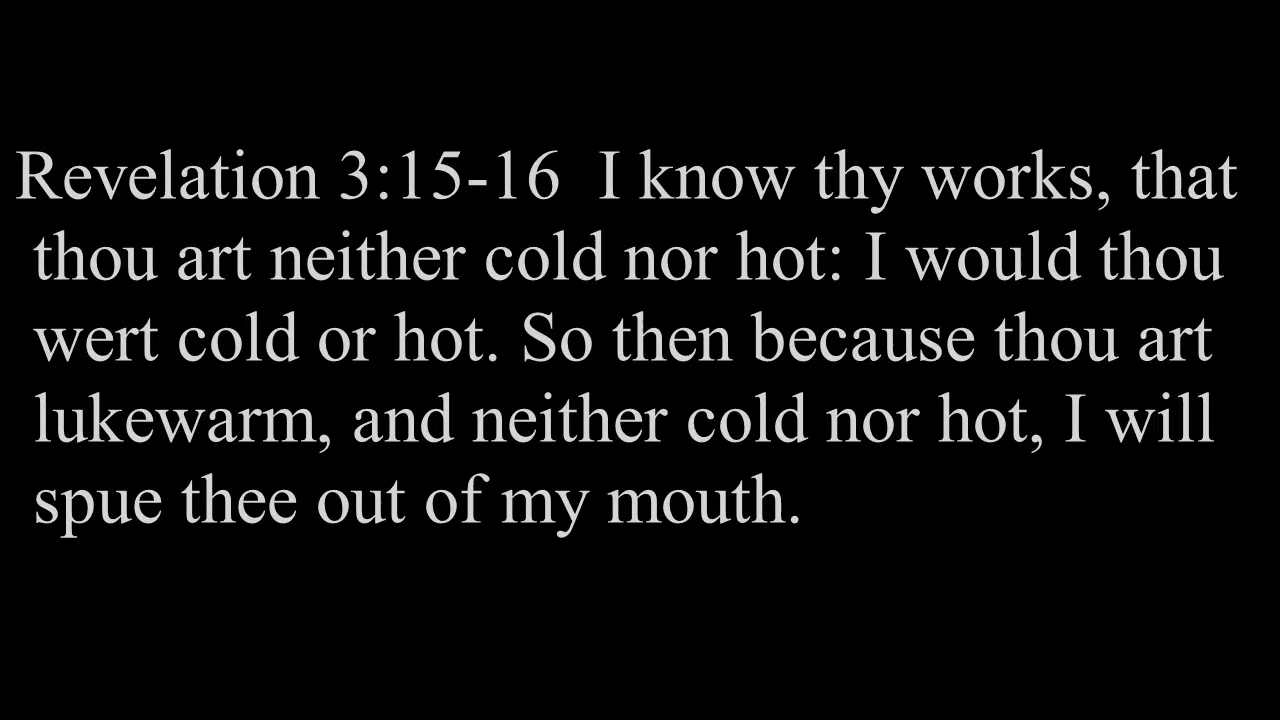 Revelation 3:15-16  I know thy works, that
thou art neither cold nor hot: I would thou
wert cold or hot. So then because thou art
lukewarm, and neither cold nor hot, I will
spue thee out of my mouth.